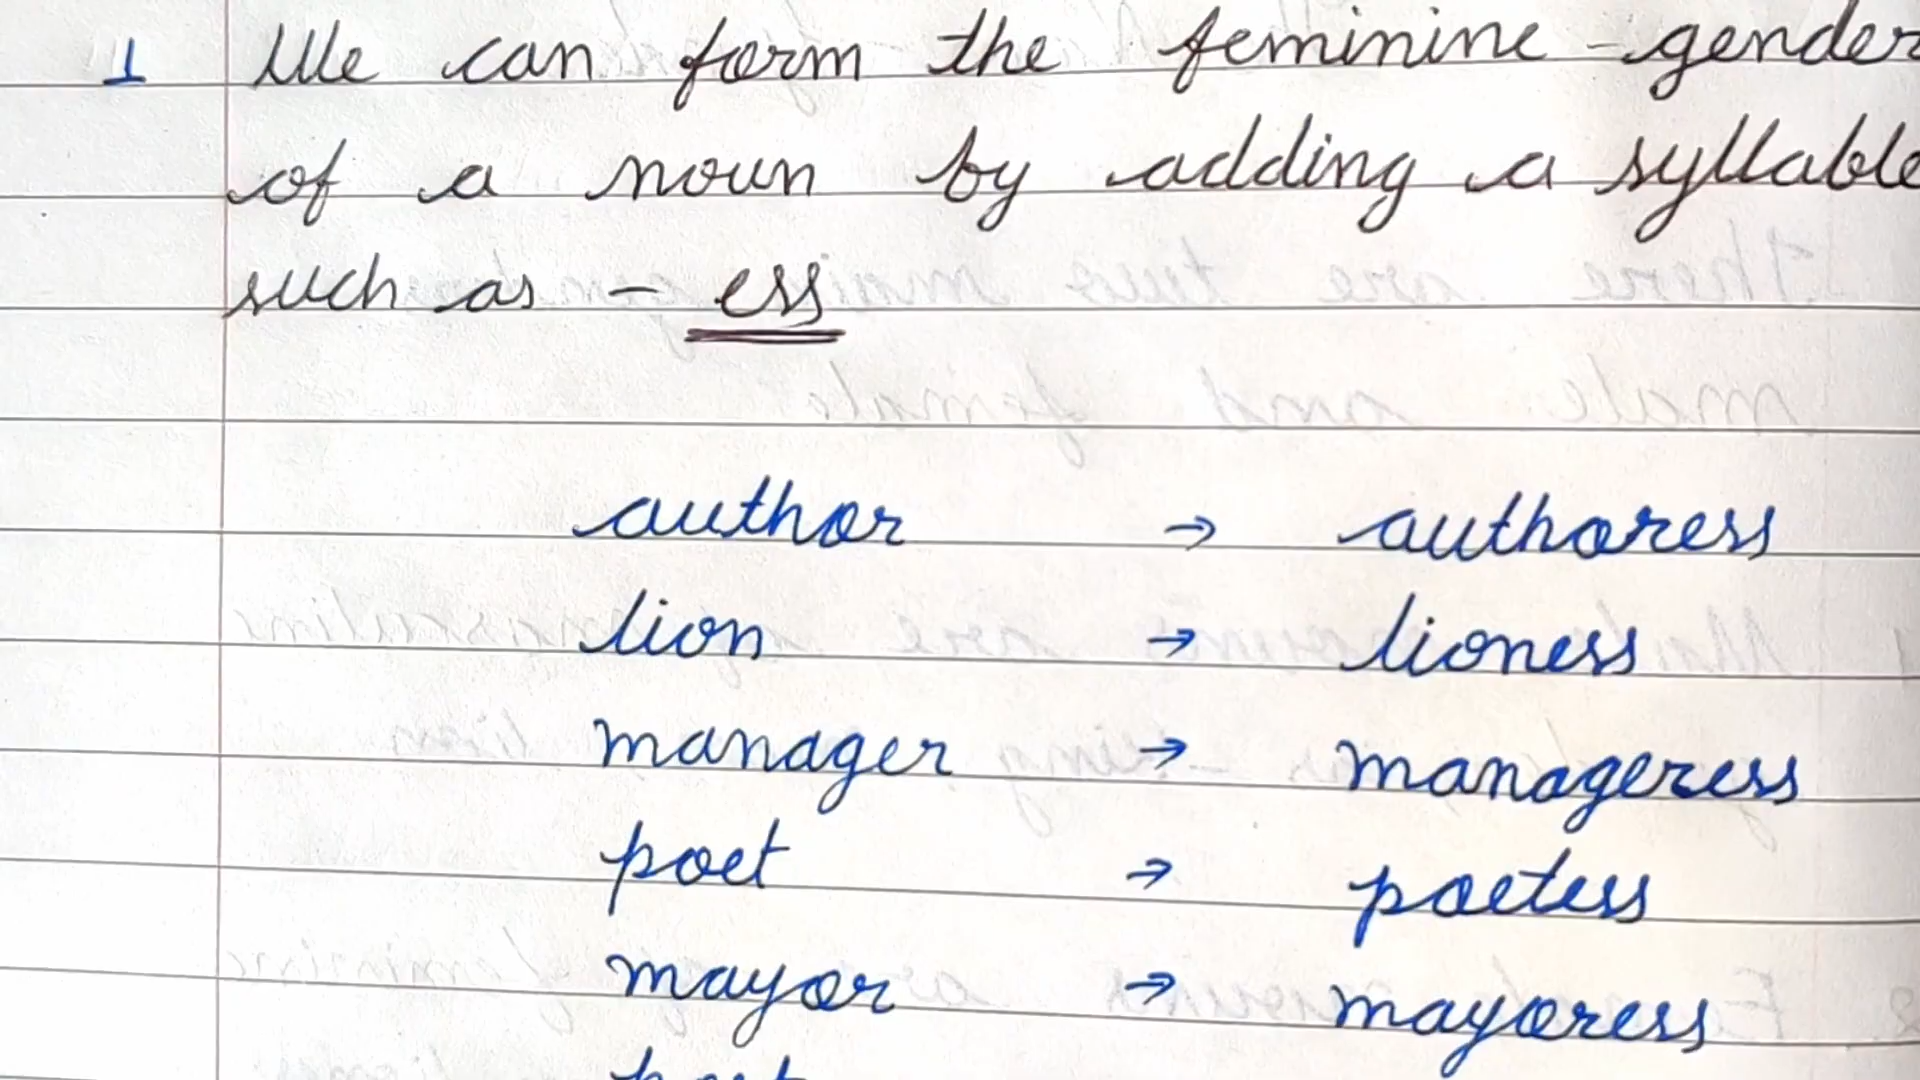 1 We can form the feminine - gender
of a noun by adding a syllable
such as - ess
author → authoress
lion → lioness
manager → manageress
poet → poetess
mayor → mayoress